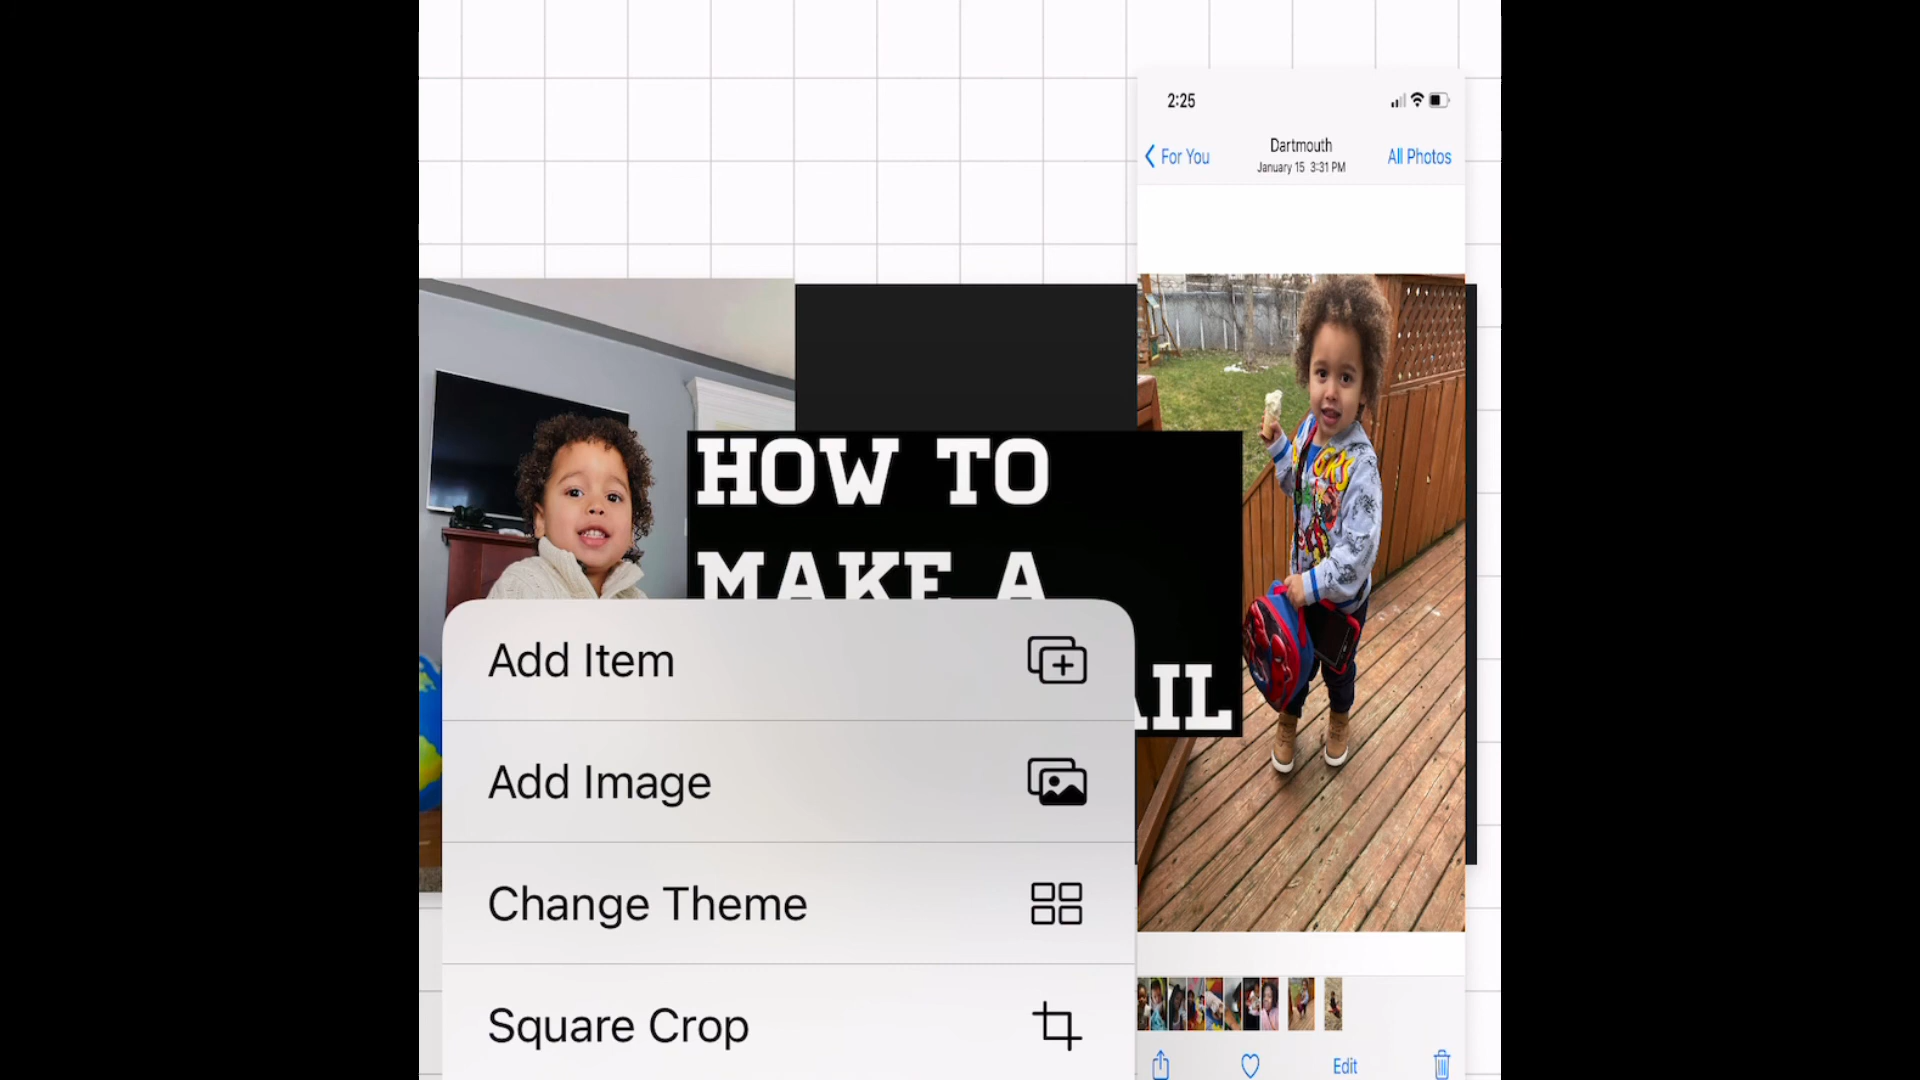 2:25
For You
Dartmouth
All Photos
January 15 3:31 PM
HOW TO
MAKE A
AIL
Add Item
Add Image
Change Theme
Square Crop
Edit